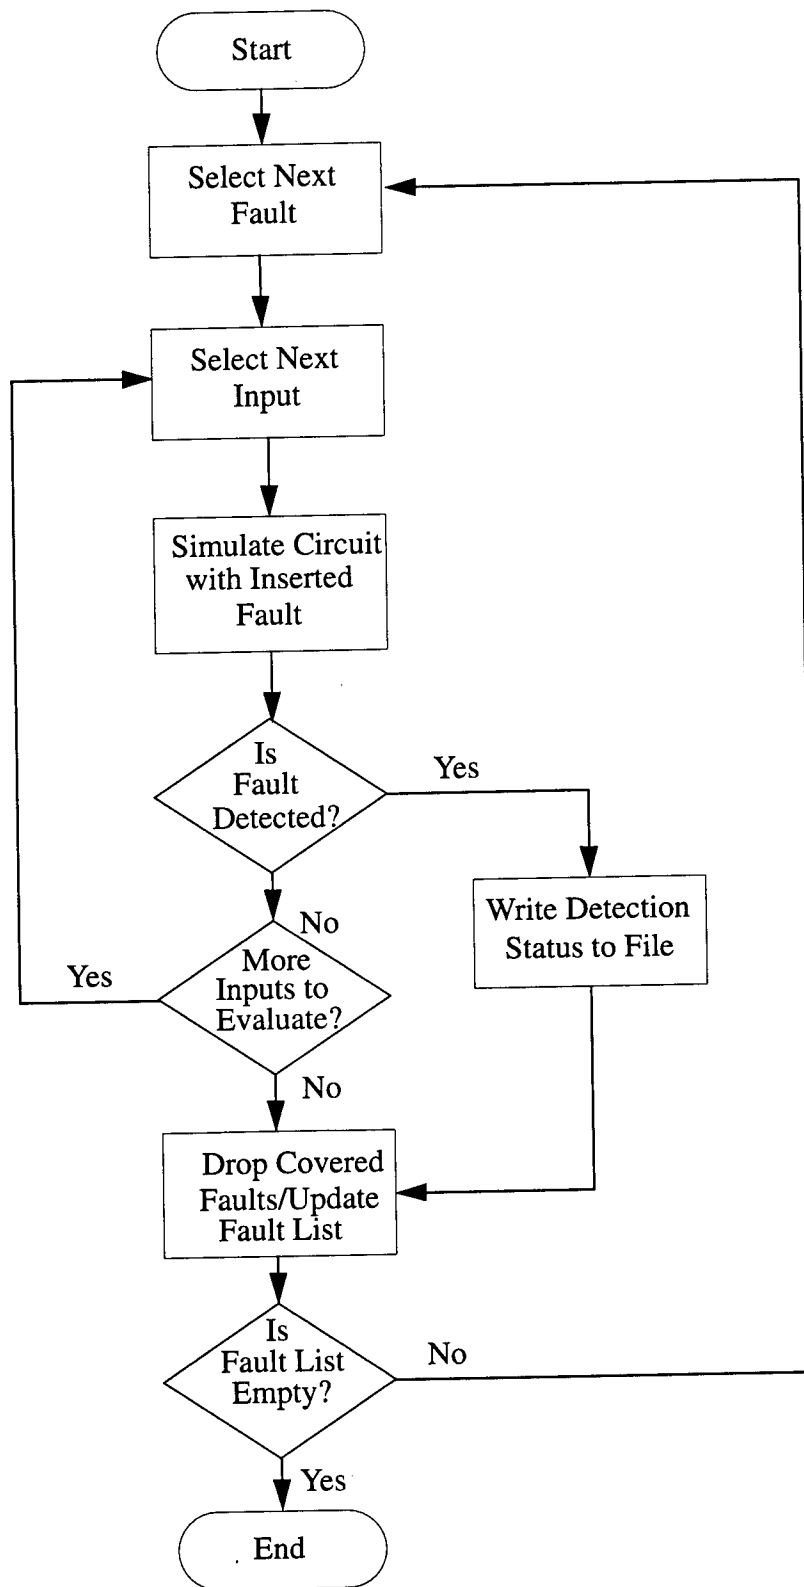 Start
Select Next
Fault
Select Next
Input
Simulate Circuit
with Inserted
Fault
Is
Fault
Detected?
Yes
No
Write Detection
Status to File
More
Inputs to
Evaluate?
Yes
No
Drop Covered
Faults/Update
Fault List
Is
Fault List
Empty?
No
Yes
End